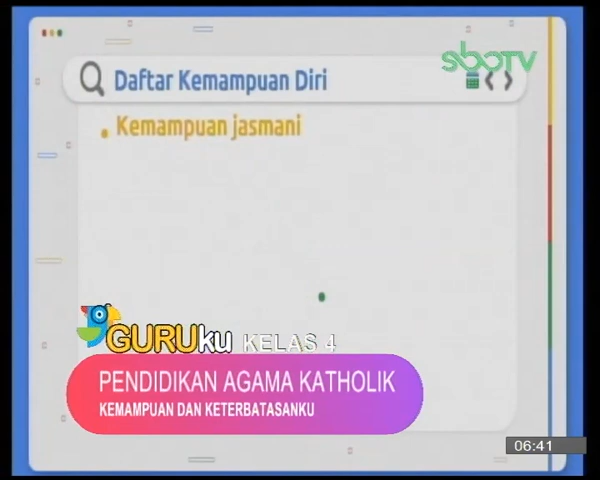 sboTV
Daftar Kemampuan Diri
Kemampuan jasmani
GURUku KELAS 4
PENDIDIKAN AGAMA KATHOLIK
KEMAMPUAN DAN KETERBATASANKU
06:41